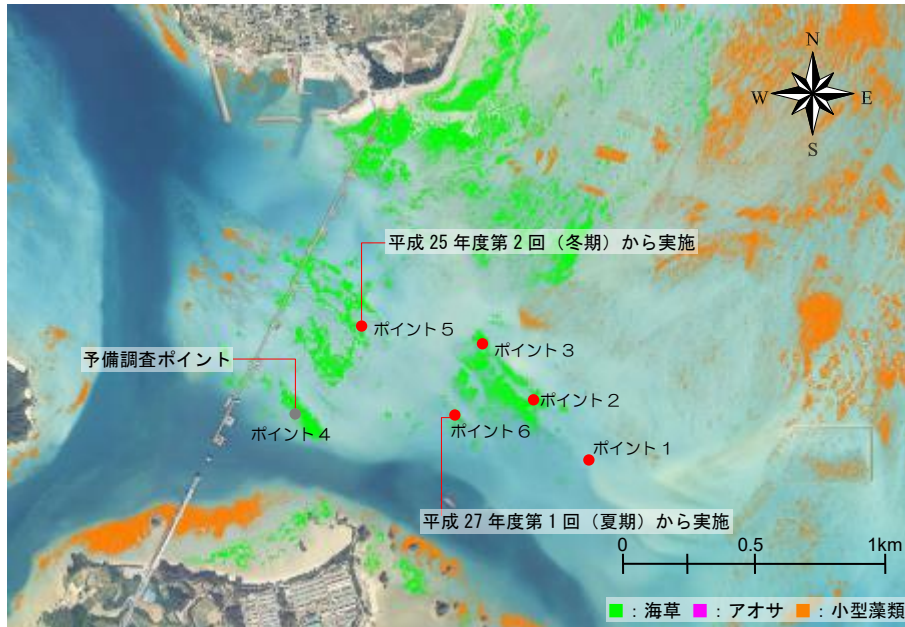 N
W E
S
平成25年度第2回（冬期）から実施
ポイント5
ポイント3
予備調査ポイント
ポイント2
ポイント4
ポイント6
ポイント1
平成27年度第1回（夏期）から実施
0 0.5 1km
：海草 ：アオサ ：小型藻類